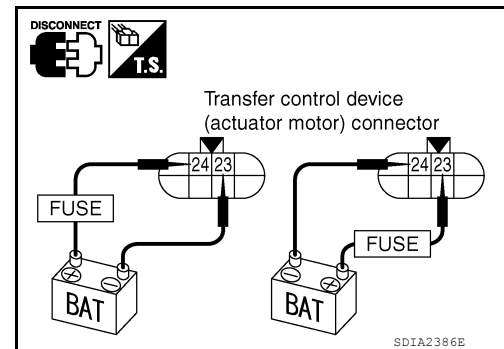 DISCONNECT
T.S.
Transfer control device
(actuator motor) connector
24 23
24 23
FUSE
FUSE
+ −
+ −
BAT
BAT
SDIA2386E